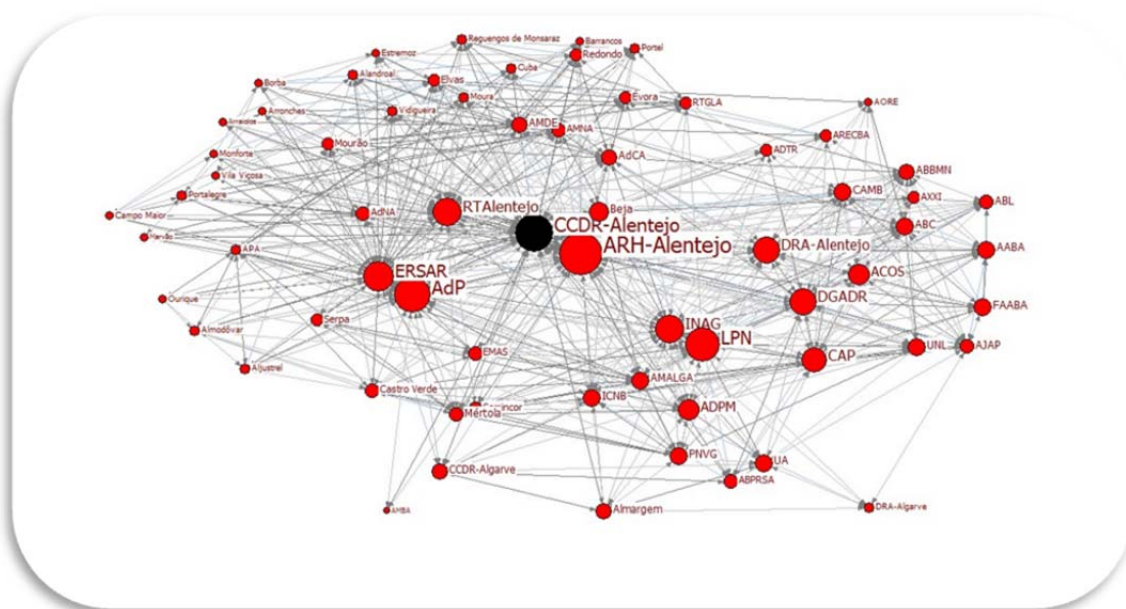 Reguengos de Monsaraz
Barrancos
Portel
Estremoz
Redondo
Cuba
Alandroal
Elvas
Borba
Moura
Évora
RTGLA
AORE
Arronches
Vidigueira
AMDE
AMNA
ARECBA
Mourão
Monforte
AdCA
ADTR
ABBMN
Vila Viçosa
CAMB
AXXI
Portalegre
ABL
Campo Maior
AdNA
RTAlentejo
Beja
CCDR-Alentejo
ABC
ARH-Alentejo
DRA-Alentejo
AABA
APA
ERSAR
ACOS
AdP
DGADR
Ourique
FAABA
Serpa
INAG
Almodôvar
LPN
UNL
AJAP
EMAS
CAP
Aljustrel
AMALGA
Castro Verde
ICNB
Mértola
ADPM
PNVG
UA
CCDR-Algarve
ABPRSA
Almargem
DRA-Algarve
AMBA